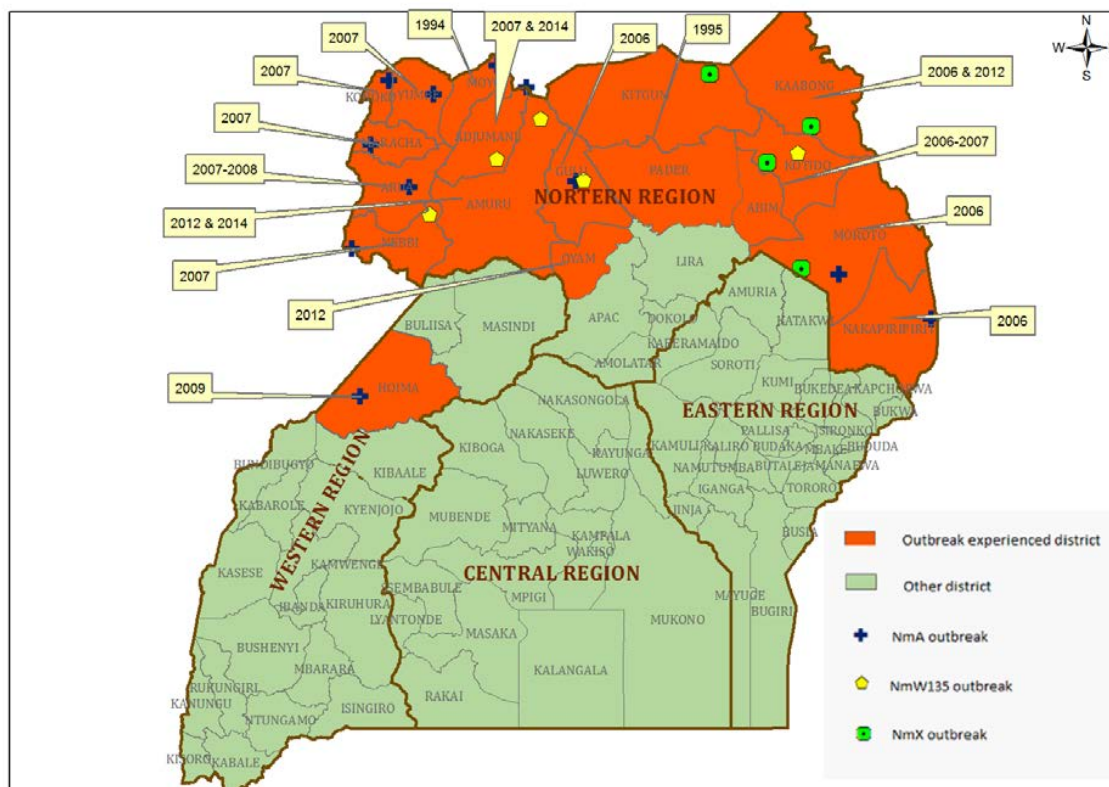 2007 & 2014
N
1994
2007
2006
1995
W
E
S
2007
2006 & 2012
KITGUM
KAABONG
ADJUMANI
2007
2006-2007
GULU
PADER
KOTIDO
2007-2008
NORTERN REGION
AMURU
ABIM
2012 & 2014
2006
MOROTO
NEBBI
2007
OYAM
LIRA
2012
AMURIA
NAKAPIRIPIRIT
2006
BULIISA
MASINDI
APAC
DOKOLO
KATAKWI
KABERAMAIDO
AMOLATAR
SOROTI
2009
HOIMA
KUMI
BUKEDEA
KAPCHORWA
NAKASONGOLA
EASTERN REGION
BUKWA
PALLISA
SIRONKO
NAKASEKE
KAMULI
KALIRO
BUDAKA
MBALE
BUDUDA
KIBOGA
KAYUNGA
BUNDIBUGYO
KIBAALE
LUWERO
NAMUTUMBA
BUTALEJA
MANAFWA
IGANGA
TORORO
KABAROLE
KYENJOJO
JINJA
WESTERN REGION
MUBENDE
MITYANA
KAMPALA
BUSIA
WAKISO
Outbreak experienced district
KASESE
KAMWENGE
CENTRAL REGION
SSEMBABULE
MPIGI
Other district
IBANDA
KIRUHURA
LYANTONDE
MAYUGE
BUGIRI
MASAKA
MUKONO
BUSHENYI
NmA outbreak
MBARARA
KALANGALA
RUKUNGIRI
RAKAI
KANUNGU
NmW135 outbreak
ISINGIRO
NTUNGAMO
NmX outbreak
KISORO
KABALE